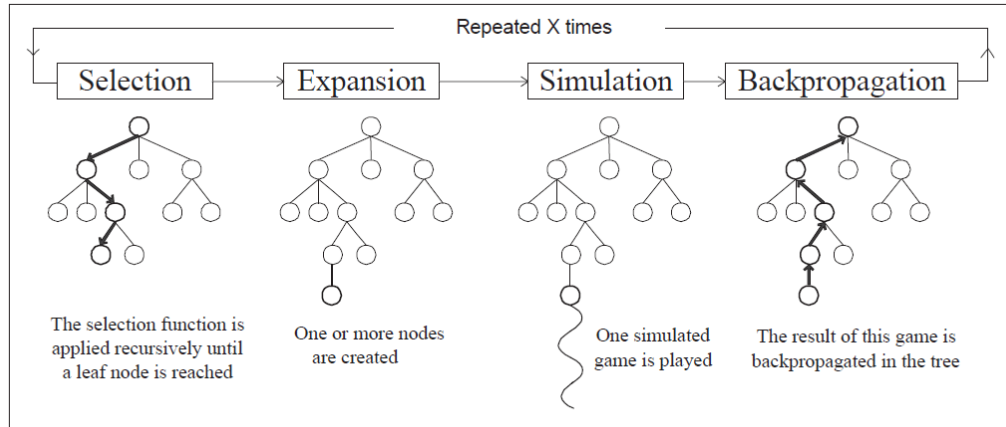 Repeated X times
Selection
Expansion
Simulation
Backpropagation
The selection function is
applied recursively until
a leaf node is reached
One or more nodes
are created
One simulated
game is played
The result of this game is
backpropagated in the tree